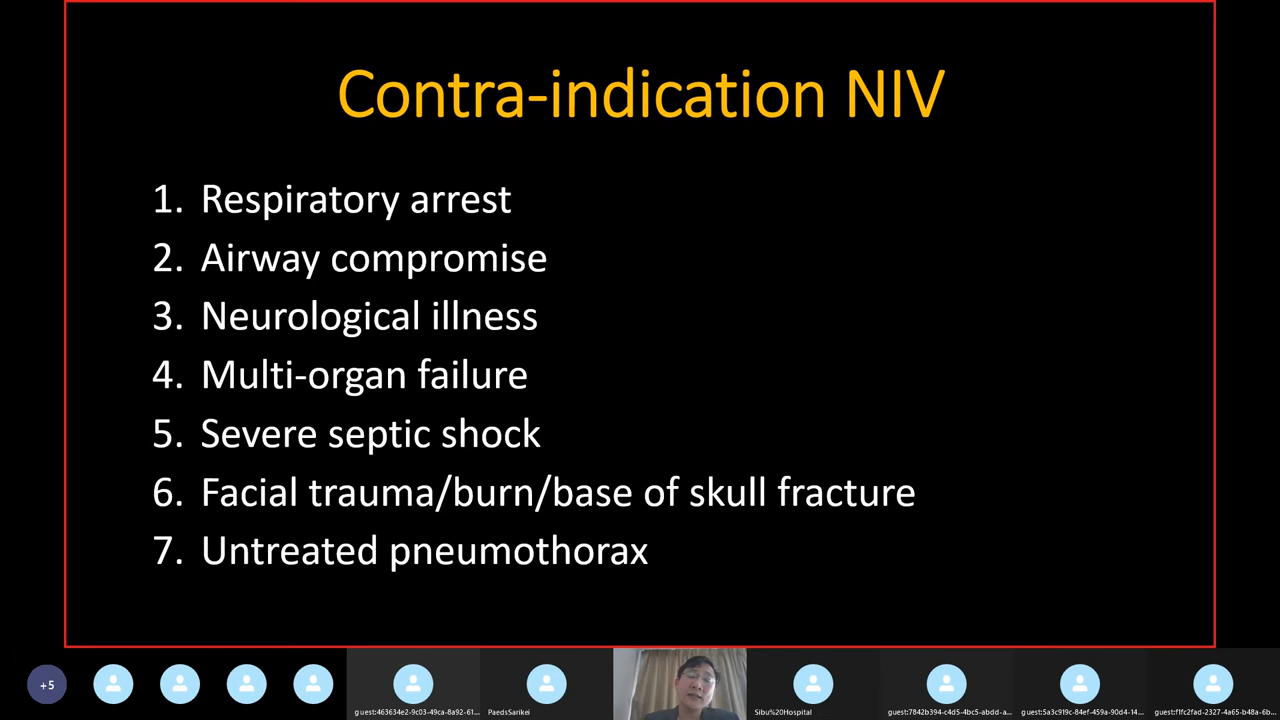 Contra-indication NIV
1. Respiratory arrest
2. Airway compromise
3. Neurological illness
4. Multi-organ failure
5. Severe septic shock
6. Facial trauma/burn/base of skull fracture
7. Untreated pneumothorax
+5
guest:463634e2-9c03-49ca-8a92-61...
PaedsSarikei
Sibu%20Hospital
guest:7842b394-c4d5-4bc5-abdd-a...
guest:5a3c919c-84ef-459a-90d4-14...
guest:f1fc2fad-2327-4a65-b48a-6b...